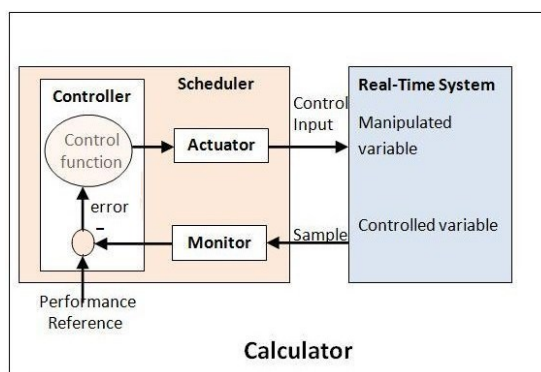 Controller
Scheduler
Real-Time System
Control
Input
Control
function
Actuator
Manipulated
variable
error
-
Monitor
Sample
Controlled variable
Performance
Reference
Calculator